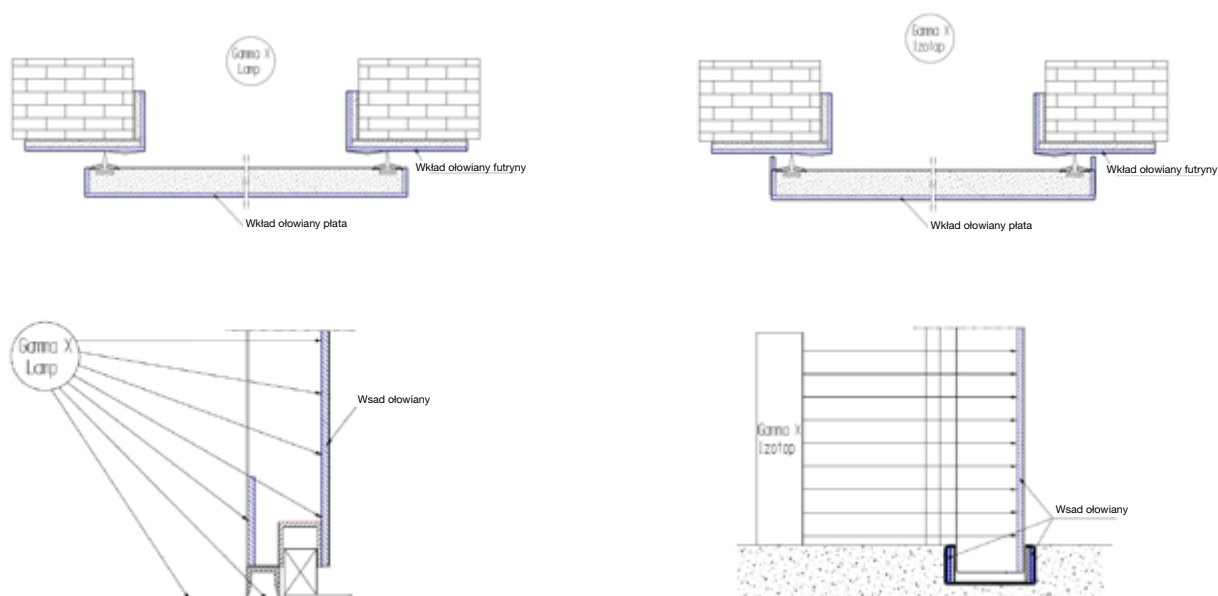 Gamma X
Lamp
Wkład ołowiany futryny
Wkład ołowiany płata
Gamma X
Izotop
Wkład ołowiany futryny
Wkład ołowiany płata
Gamma X
Lamp
Wsad ołowiany
Gamma X
Izotop
Wsad ołowiany